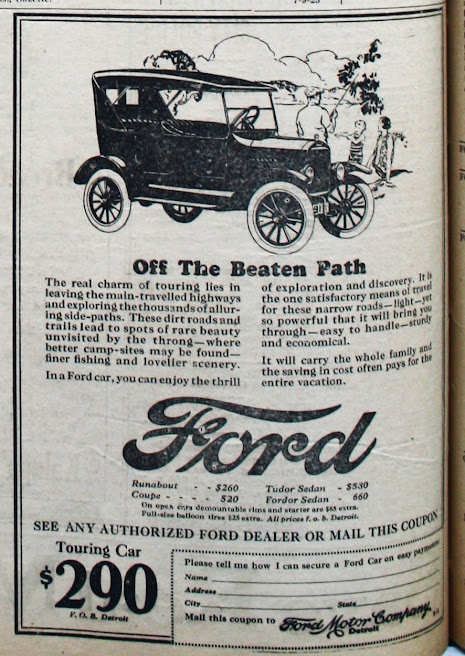 7-9-25
Off The Beaten Path
The real charm of touring lies in
leaving the main-travelled highways
and exploring the thousands of allur-
ing side-paths. These dirt roads and
trails lead to spots of rare beauty
unvisited by the throng—where
better camp-sites may be found—
finer fishing and lovelier scenery.
In a Ford car, you can enjoy the thrill
of exploration and discovery. It is
the one satisfactory means of travel
for these narrow roads—light—yet
so powerful that it will bring you
through—easy to handle—sturdy
and economical.
It will carry the whole family and
the saving in cost often pays for the
entire vacation.
Ford
Runabout - - $260 Tudor Sedan - $580
Coupe - - - - 520 Fordor Sedan - 660
On open cars demountable rims and starter are $85 extra.
Full-size balloon tires $25 extra. All prices f. o. b. Detroit.
SEE ANY AUTHORIZED FORD DEALER OR MAIL THIS COUPON
Touring Car
$290
F. O. B. Detroit
Please tell me how I can secure a Ford Car on easy payments:
Name
Address
City State
Mail this coupon to Ford Motor Company,
Detroit